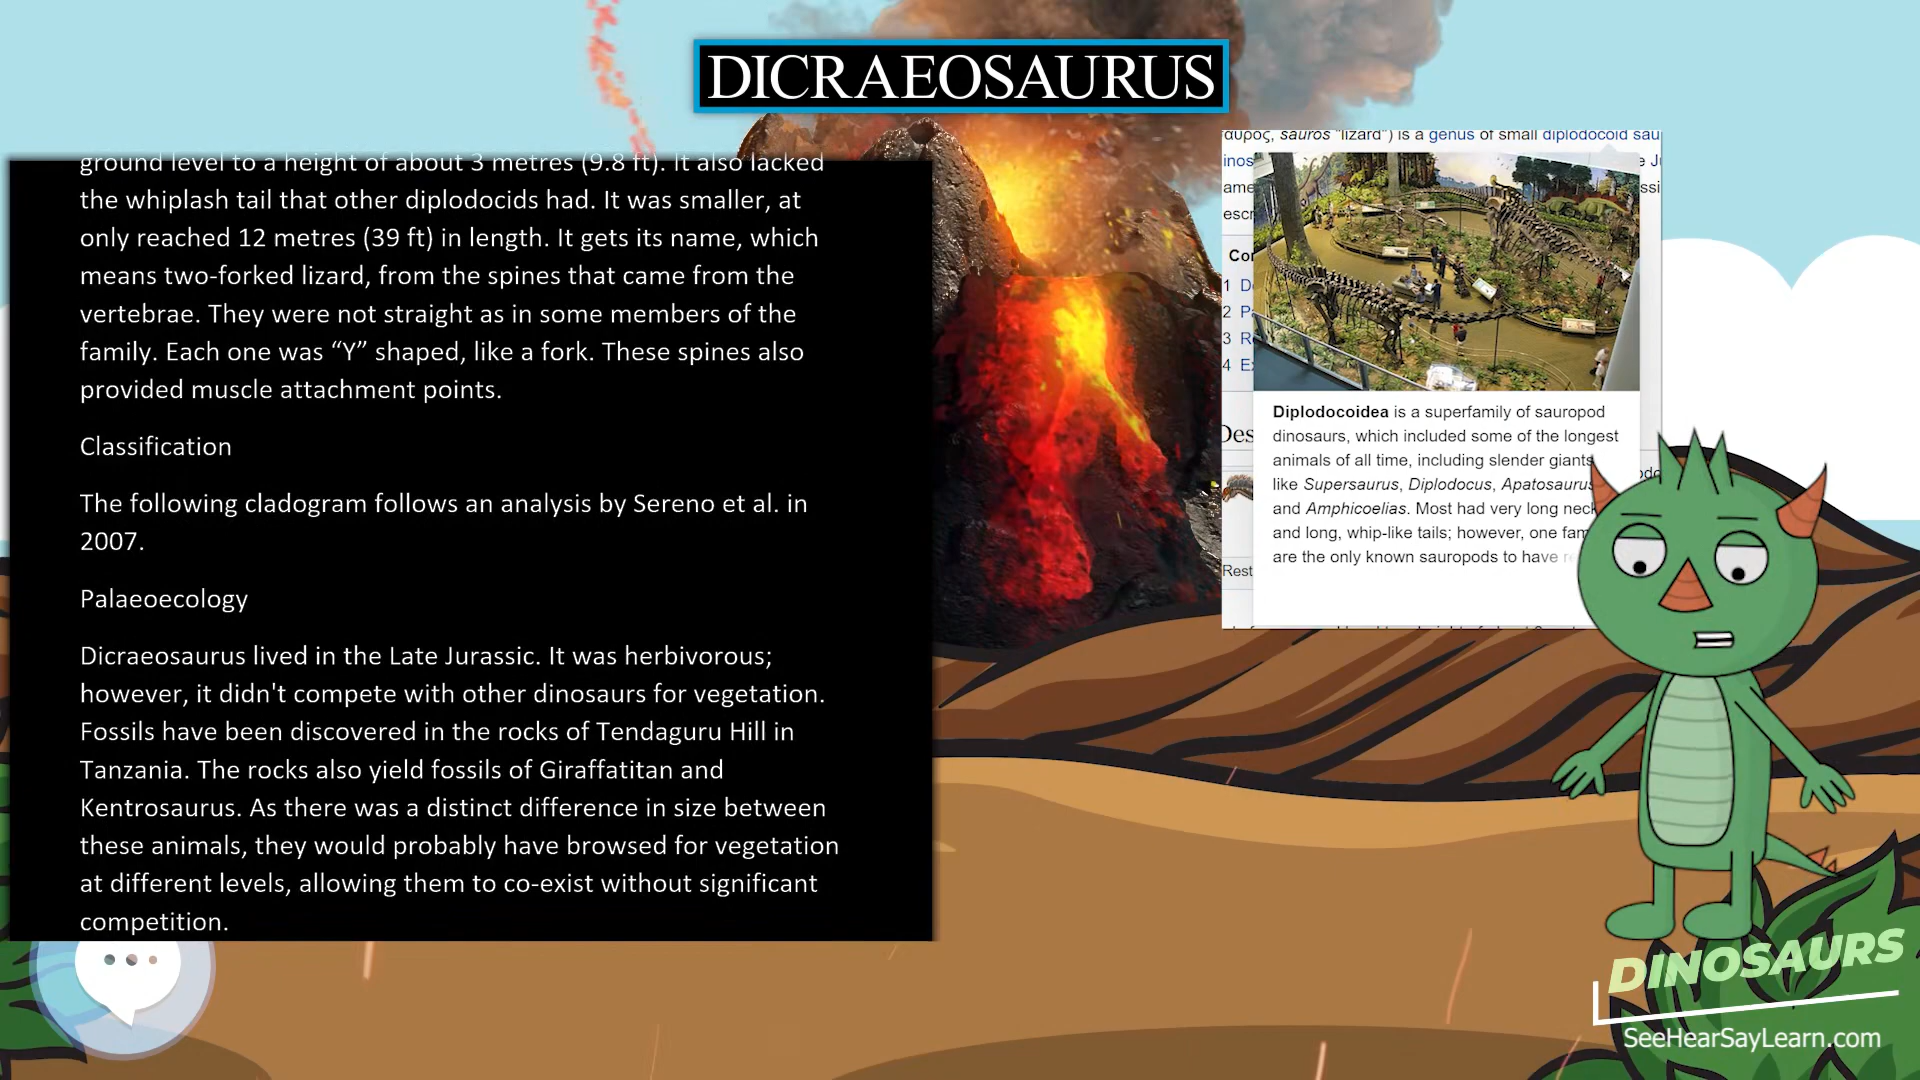 DICRAEOSAURUS
ground level to a height of about 3 metres (9.8 ft). It also lacked
the whiplash tail that other diplodocids had. It was smaller, at
only reached 12 metres (39 ft) in length. It gets its name, which
means two-forked lizard, from the spines that came from the
vertebrae. They were not straight as in some members of the
family. Each one was “Y” shaped, like a fork. These spines also
provided muscle attachment points.
Classification
The following cladogram follows an analysis by Sereno et al. in
2007.
Palaeoecology
Dicraeosaurus lived in the Late Jurassic. It was herbivorous;
however, it didn't compete with other dinosaurs for vegetation.
Fossils have been discovered in the rocks of Tendaguru Hill in
Tanzania. The rocks also yield fossils of Giraffatitan and
Kentrosaurus. As there was a distinct difference in size between
these animals, they would probably have browsed for vegetation
at different levels, allowing them to co-exist without significant
competition.
sauros "lizard") is a genus of small diplodocoid
1
2
3
4
Diplodocoidea is a superfamily of sauropod
dinosaurs, which included some of the longest
animals of all time, including slender giants
like Supersaurus, Diplodocus, Apatosaurus
and Amphicoelias. Most had very long
and long, whip-like tails; however, one
are the only known sauropods to have
DINOSAURS
SeeHearSayLearn.com